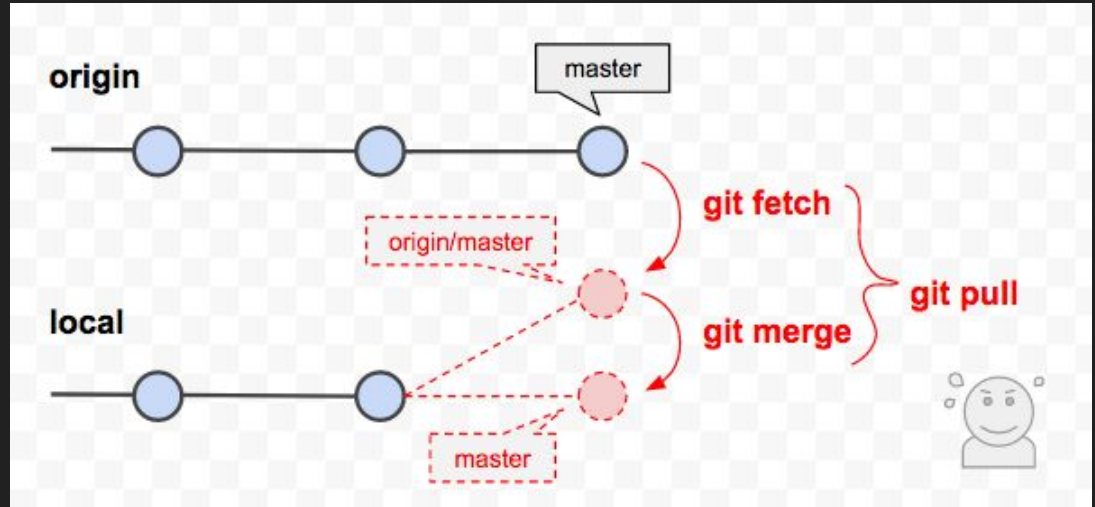 origin
master
git fetch
origin/master
git pull
local
git merge
master